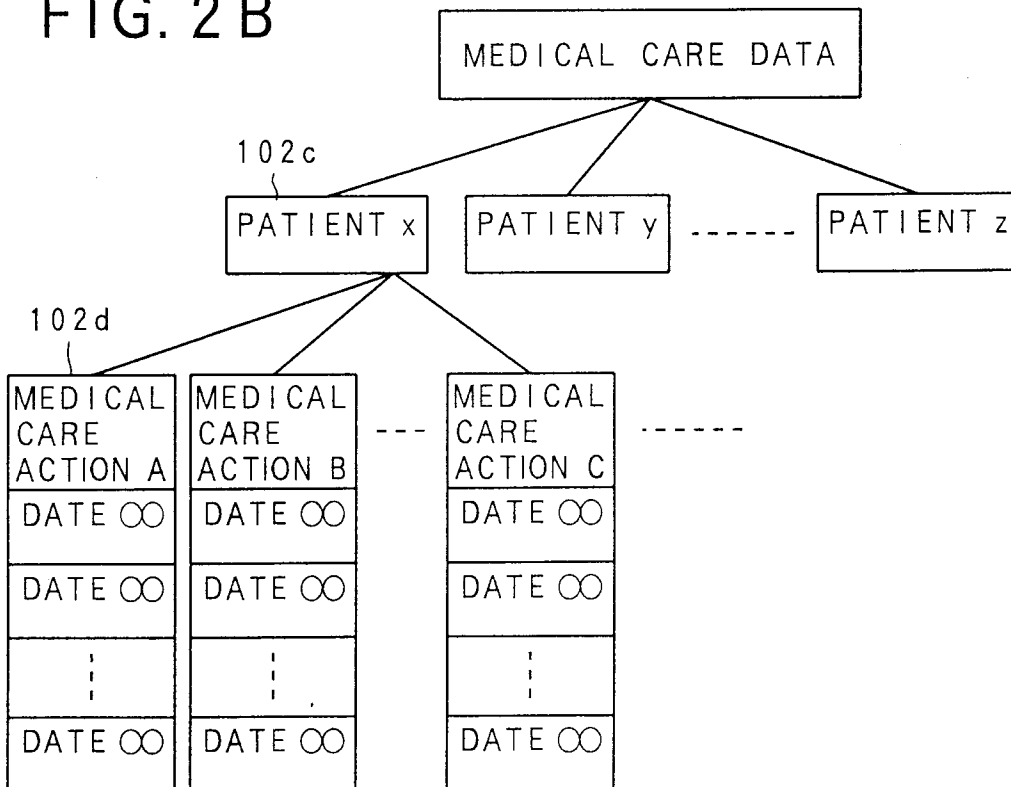 FIG. 2B
MEDICAL CARE DATA
102c
PATIENT x
PATIENT y
PATIENT z
102d
MEDICAL
CARE
ACTION A
MEDICAL
CARE
ACTION B
MEDICAL
CARE
ACTION C
DATE ○○
DATE ○○
DATE ○○
DATE ○○
DATE ○○
DATE ○○
DATE ○○
DATE ○○
DATE ○○